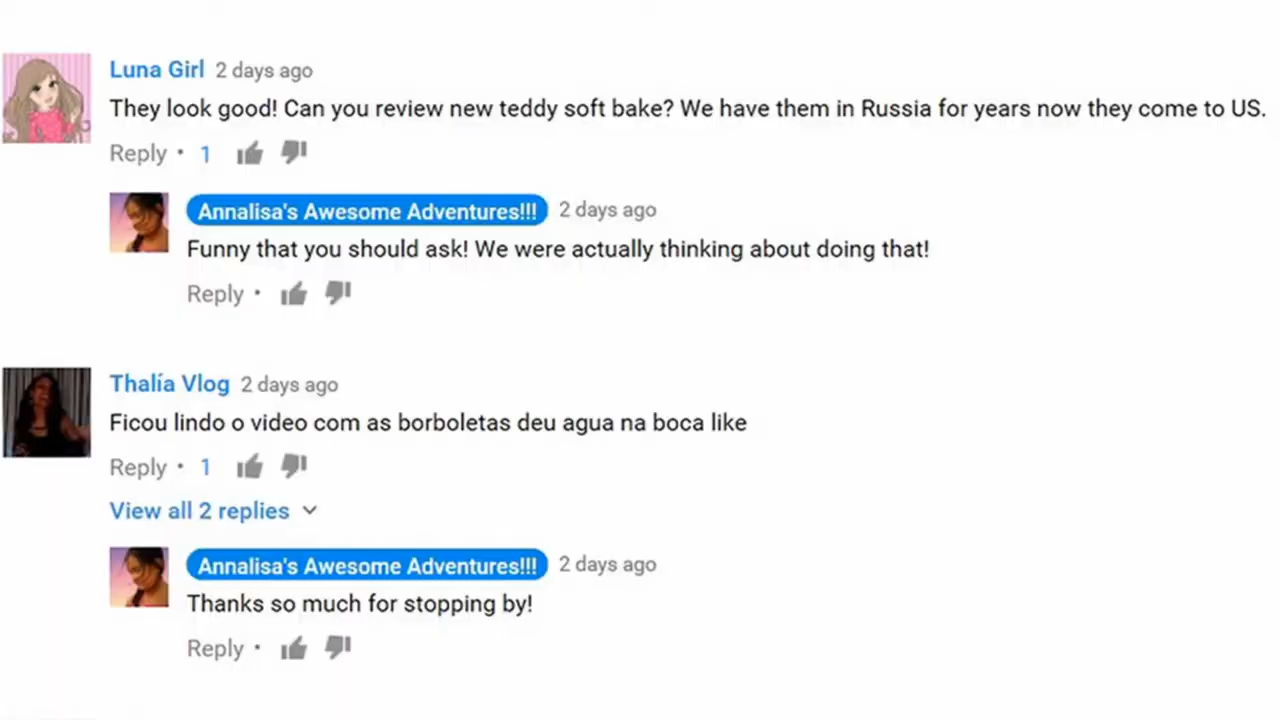 Luna Girl 2 days ago
They look good! Can you review new teddy soft bake? We have them in Russia for years now they come to US.
Reply • 1
Annalisa's Awesome Adventures!!! 2 days ago
Funny that you should ask! We were actually thinking about doing that!
Reply •
Thalía Vlog 2 days ago
Ficou lindo o video com as borboletas deu agua na boca like
Reply • 1
View all 2 replies
Annalisa's Awesome Adventures!!! 2 days ago
Thanks so much for stopping by!
Reply •